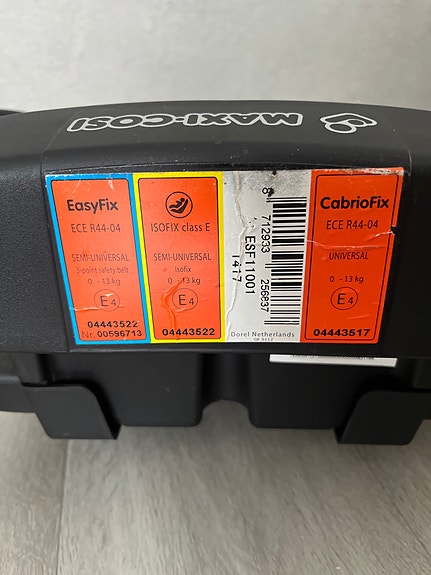 MAXI-COSI
EasyFix
ECE R44-04
SEMI-UNIVERSAL
3-point safety belt
0 -13 kg
E4
04443522
Nr. 00596713
ISOFIX class E
SEMI-UNIVERSAL
Isofix
0 -13 kg
E4
04443522
8 712933 256837
ESF11001
1417
Dorel Netherlands
CabrioFix
ECE R44-04
UNIVERSAL
0 -13 kg
E4
04443517